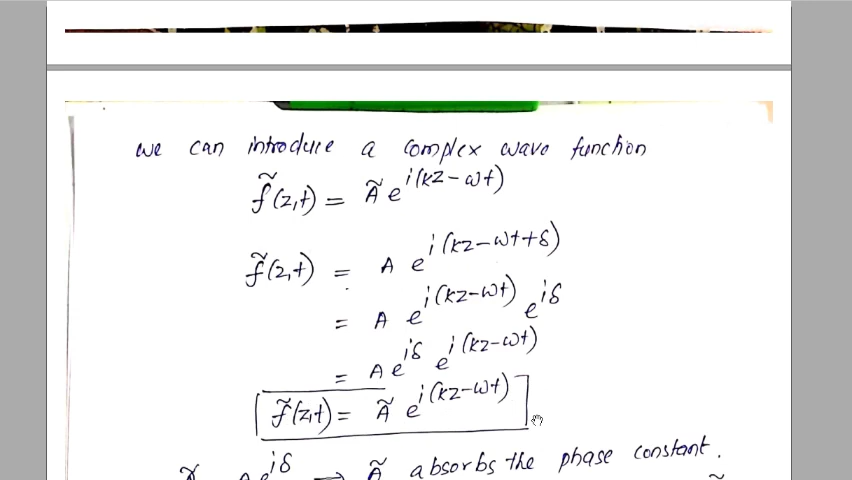 we can introduce a complex wave function
f̃(z,t) = Ã e^{i(kz-ωt)}
f̃(z,t) = A e^{i(kz-ωt+δ)}
= A e^{i(kz-ωt)} e^{iδ}
= A e^{iδ} e^{i(kz-ωt)}
f̃(z,t) = Ã e^{i(kz-ωt)}
e^{iδ} → Ã absorbs the phase constant.